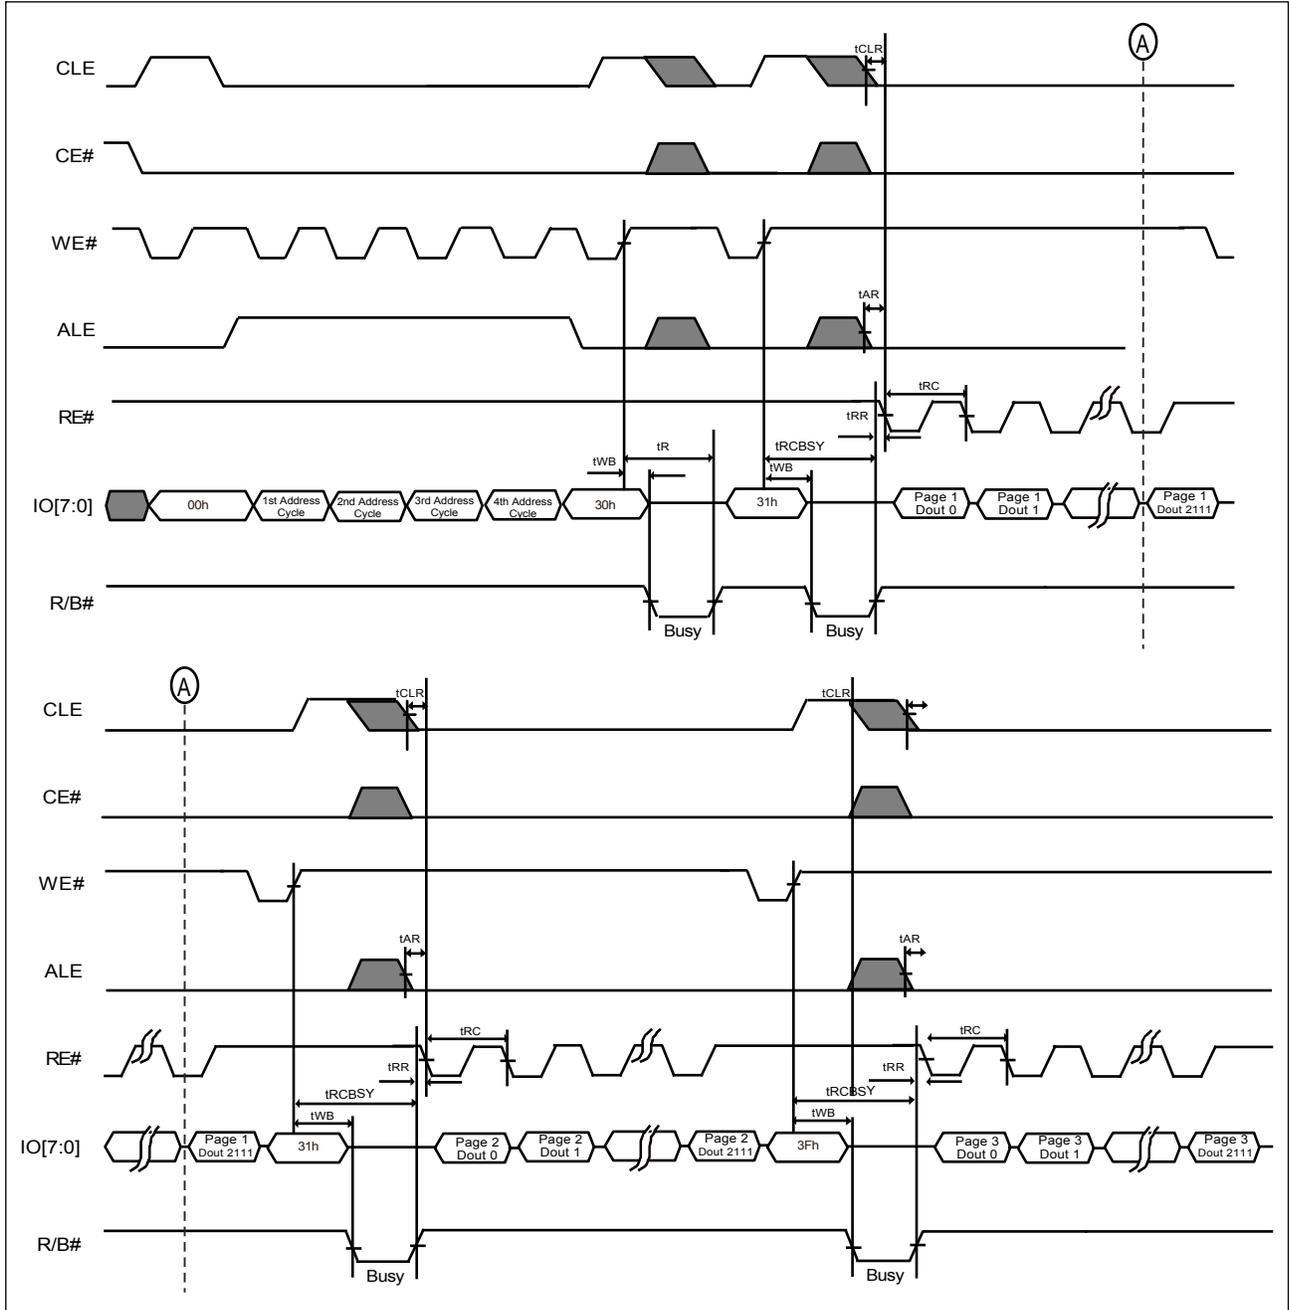 A
tCLR
CLE
CE#
WE#
tAR
ALE
tRC
RE#
tRR
tR
tRCBSY
tWB
tWB
IO[7:0]
00h
1st Address
Cycle
2nd Address
Cycle
3rd Address
Cycle
4th Address
Cycle
30h
31h
Page 1
Dout 0
Page 1
Dout 1
Page 1
Dout 2111
R/B#
Busy
Busy
A
tCLR
tCLR
CLE
CE#
WE#
tAR
tAR
ALE
tRC
tRC
RE#
tRR
tRR
tRCBSY
tRCBSY
tWB
tWB
IO[7:0]
Page 1
Dout 2111
31h
Page 2
Dout 0
Page 2
Dout 1
Page 2
Dout 2111
3Fh
Page 3
Dout 0
Page 3
Dout 1
Page 3
Dout 2111
R/B#
Busy
Busy